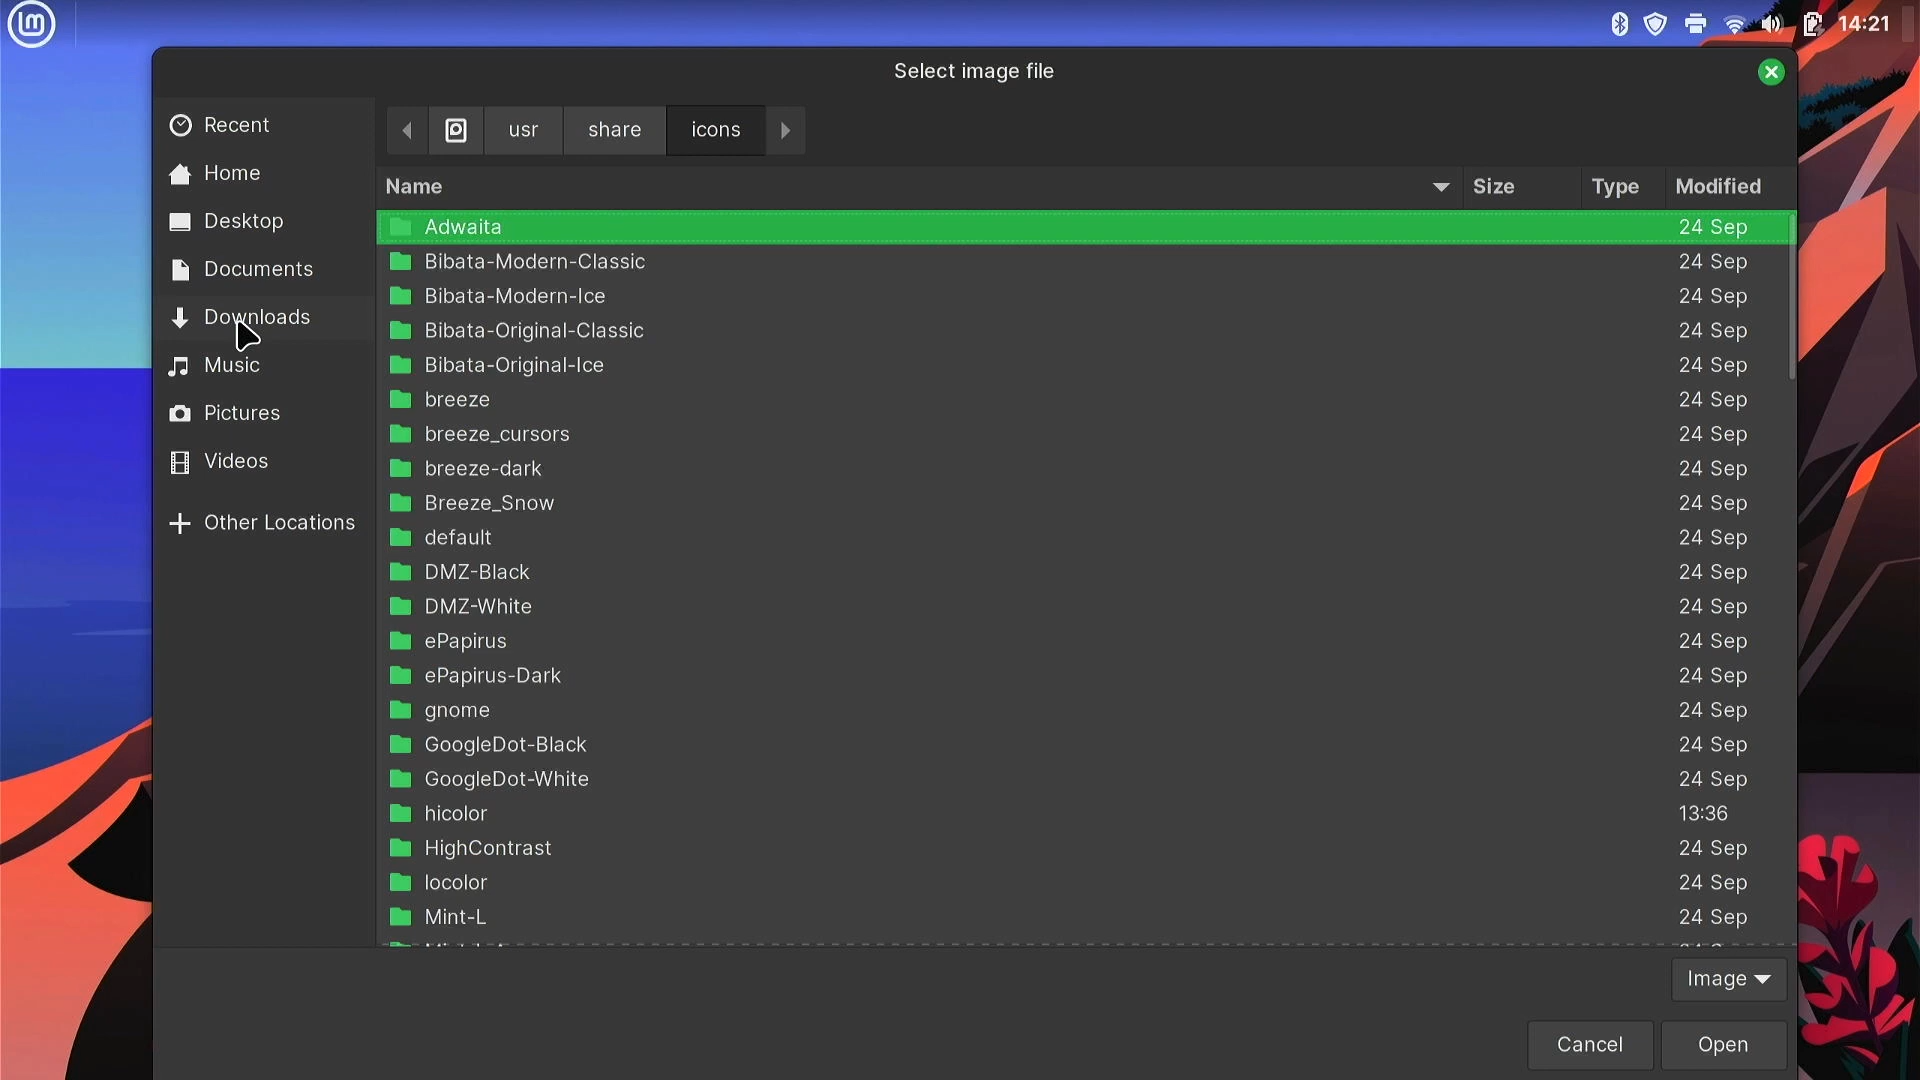 14:21
Select image file
Recent
Home
Desktop
Documents
Downloads
Music
Pictures
Videos
Other Locations
usr share icons
Name Size Type Modified
Adwaita 24 Sep
Bibata-Modern-Classic 24 Sep
Bibata-Modern-Ice 24 Sep
Bibata-Original-Classic 24 Sep
Bibata-Original-Ice 24 Sep
breeze 24 Sep
breeze_cursors 24 Sep
breeze-dark 24 Sep
Breeze_Snow 24 Sep
default 24 Sep
DMZ-Black 24 Sep
DMZ-White 24 Sep
ePapirus 24 Sep
ePapirus-Dark 24 Sep
gnome 24 Sep
GoogleDot-Black 24 Sep
GoogleDot-White 24 Sep
hicolor 13:36
HighContrast 24 Sep
locolor 24 Sep
Mint-L 24 Sep
Image
Cancel Open